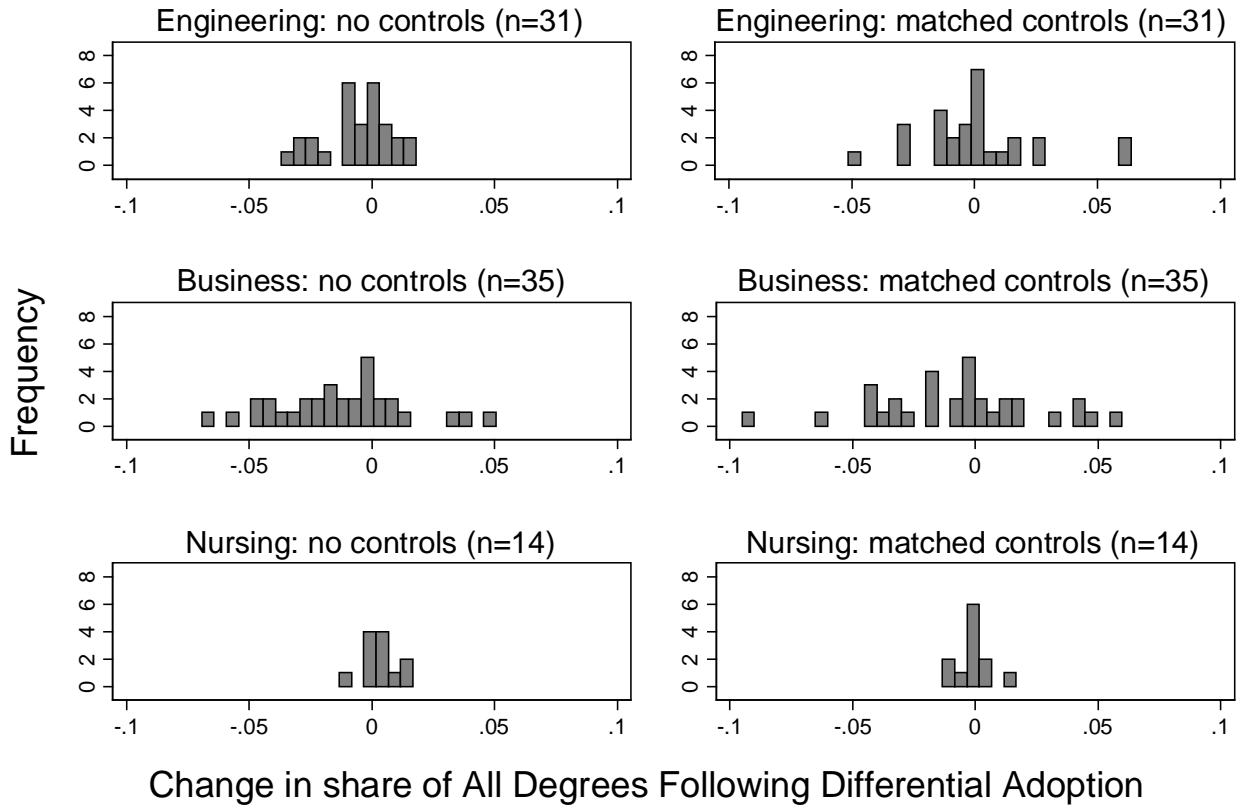 Engineering: no controls (n=31)
8
6
4
2
0
-.1 -.05 0 .05 .1
Engineering: matched controls (n=31)
8
6
4
2
0
-.1 -.05 0 .05 .1
Frequency
Business: no controls (n=35)
8
6
4
2
0
-.1 -.05 0 .05 .1
Business: matched controls (n=35)
8
6
4
2
0
-.1 -.05 0 .05 .1
Nursing: no controls (n=14)
8
6
4
2
0
-.1 -.05 0 .05 .1
Nursing: matched controls (n=14)
8
6
4
2
0
-.1 -.05 0 .05 .1
Change in share of All Degrees Following Differential Adoption